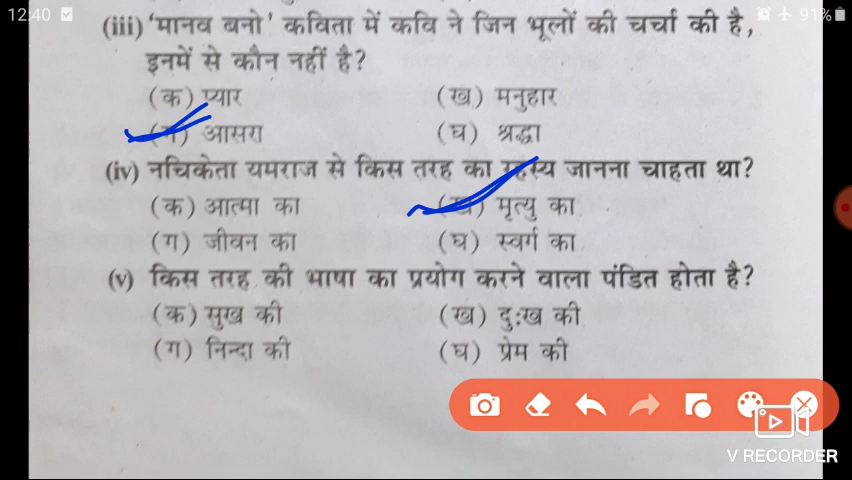 12:40
91%
(iii) 'मानव बनो' कविता में कवि ने जिन भूलों की चर्चा की है,
इनमें से कौन नहीं है?
(क) प्यार (ख) मनुहार
(ग) आसरा (घ) श्रद्धा
(iv) नचिकेता यमराज से किस तरह का रहस्य जानना चाहता था?
(क) आत्मा का (ख) मृत्यु का
(ग) जीवन का (घ) स्वर्ग का
(v) किस तरह की भाषा का प्रयोग करने वाला पंडित होता है?
(क) सुख की (ख) दुःख की
(ग) निन्दा की (घ) प्रेम की
V RECORDER